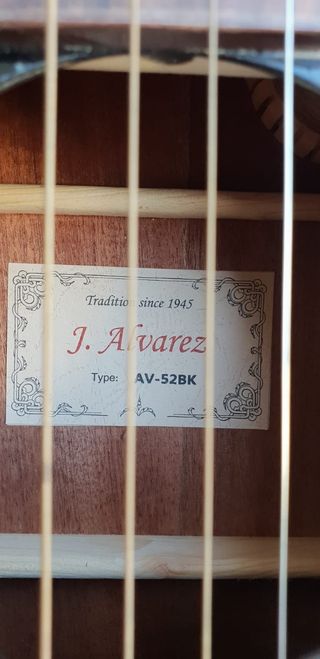 Tradition since 1945
J. Alvarez
Type: AV-52BK